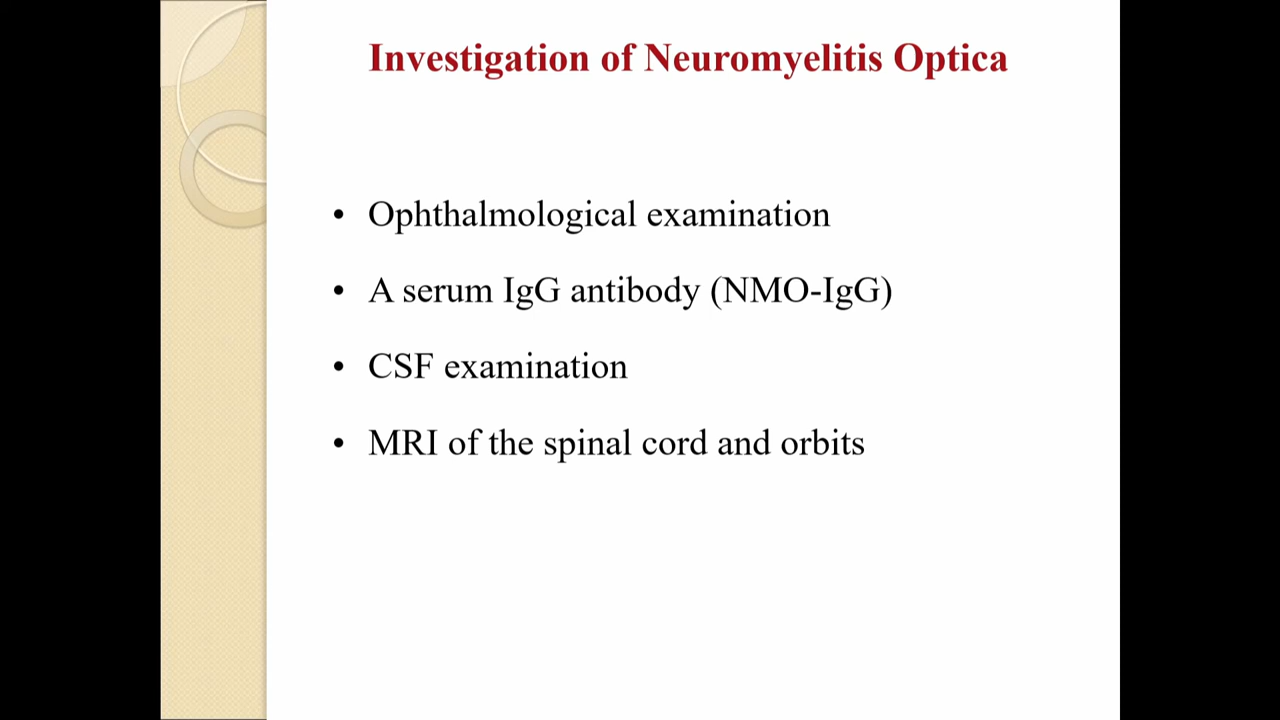 Investigation of Neuromyelitis Optica
• Ophthalmological examination
• A serum IgG antibody (NMO-IgG)
• CSF examination
• MRI of the spinal cord and orbits